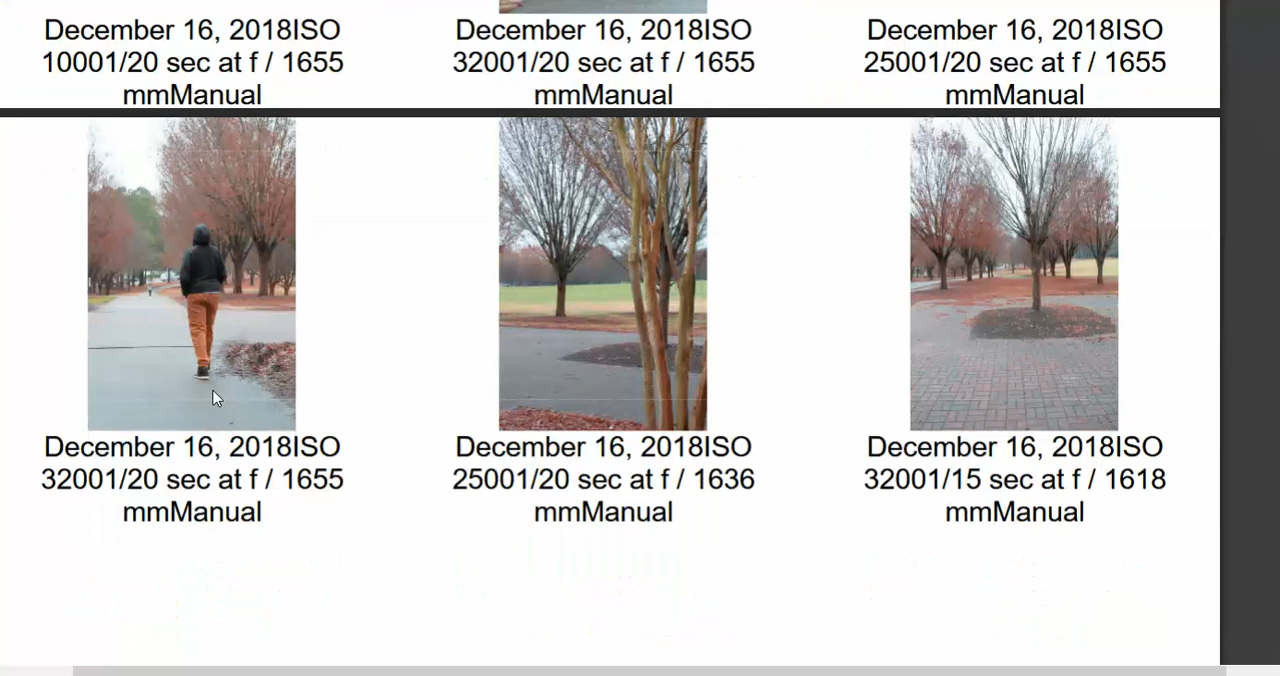 December 16, 2018ISO
10001/20 sec at f / 1655
mmManual
December 16, 2018ISO
32001/20 sec at f / 1655
mmManual
December 16, 2018ISO
25001/20 sec at f / 1655
mmManual
December 16, 2018ISO
32001/20 sec at f / 1655
mmManual
December 16, 2018ISO
25001/20 sec at f / 1636
mmManual
December 16, 2018ISO
32001/15 sec at f / 1618
mmManual